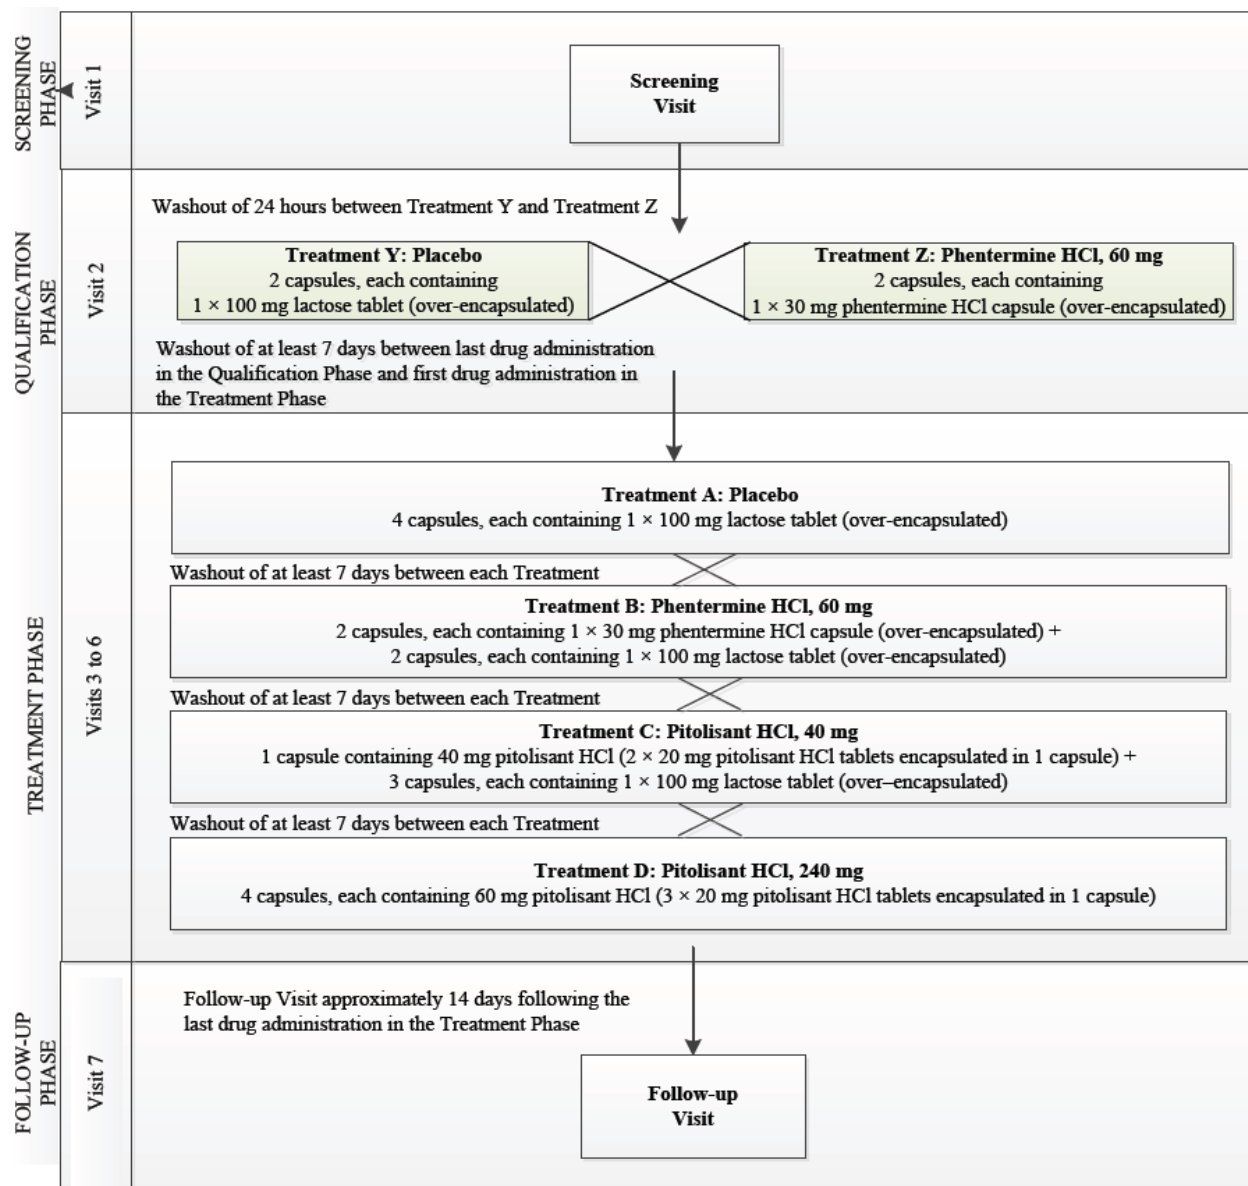 SCREENING
PHASE
Visit 1
Screening
Visit
QUALIFICATION
PHASE
Visit 2
Washout of 24 hours between Treatment Y and Treatment Z
Treatment Y: Placebo
2 capsules, each containing
1 × 100 mg lactose tablet (over-encapsulated)
Treatment Z: Phentermine HCl, 60 mg
2 capsules, each containing
1 × 30 mg phentermine HCl capsule (over-encapsulated)
Washout of at least 7 days between last drug administration
in the Qualification Phase and first drug administration in
the Treatment Phase
TREATMENT PHASE
Visits 3 to 6
Treatment A: Placebo
4 capsules, each containing 1 × 100 mg lactose tablet (over-encapsulated)
Washout of at least 7 days between each Treatment
Treatment B: Phentermine HCl, 60 mg
2 capsules, each containing 1 × 30 mg phentermine HCl capsule (over-encapsulated) +
2 capsules, each containing 1 × 100 mg lactose tablet (over-encapsulated)
Washout of at least 7 days between each Treatment
Treatment C: Pitolisant HCl, 40 mg
1 capsule containing 40 mg pitolisant HCl (2 × 20 mg pitolisant HCl tablets encapsulated in 1 capsule) +
3 capsules, each containing 1 × 100 mg lactose tablet (over–encapsulated)
Washout of at least 7 days between each Treatment
Treatment D: Pitolisant HCl, 240 mg
4 capsules, each containing 60 mg pitolisant HCl (3 × 20 mg pitolisant HCl tablets encapsulated in 1 capsule)
FOLLOW-UP
PHASE
Visit 7
Follow-up Visit approximately 14 days following the
last drug administration in the Treatment Phase
Follow-up
Visit